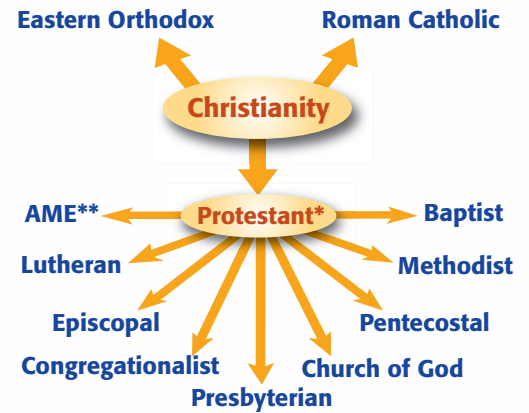 Eastern Orthodox
Roman Catholic
Christianity
Protestant*
AME**
Baptist
Lutheran
Methodist
Episcopal
Pentecostal
Congregationalist
Church of God
Presbyterian